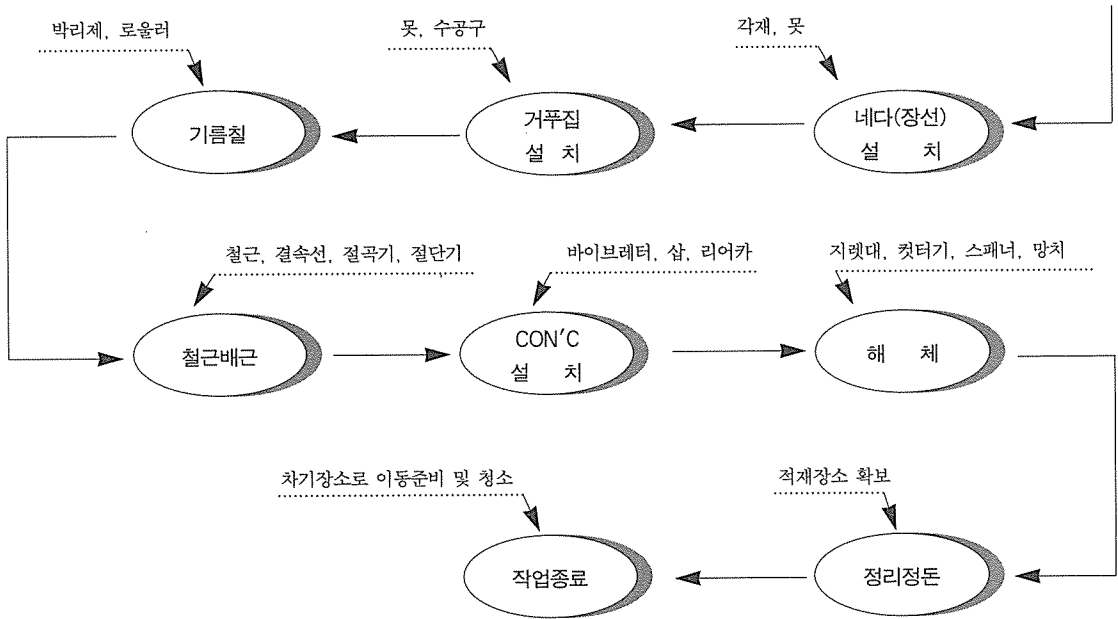 박리제, 로울러
못, 수공구
각재, 못
기름칠
거푸집
설 치
네다(장선)
설 치
철근, 결속선, 절곡기, 절단기
바이브레터, 삽, 리어카
지렛대, 컷터기, 스패너, 망치
철근배근
CON'C
설 치
해 체
차기장소로 이동준비 및 청소
적재장소 확보
작업종료
정리정돈